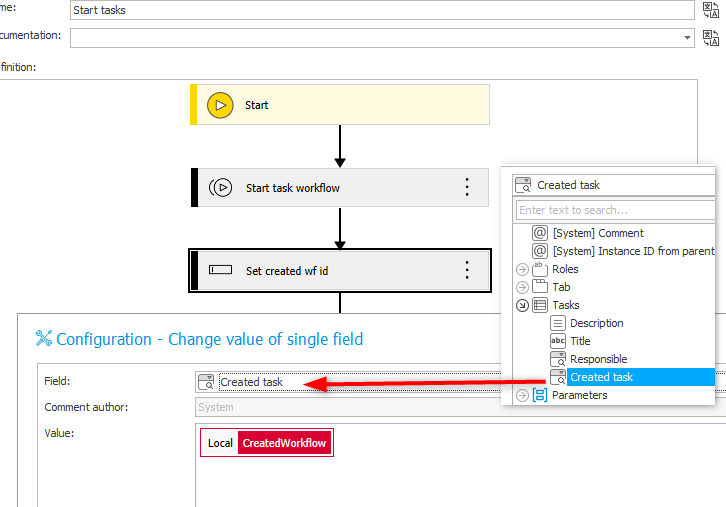 me:
Start tasks
cumentation:
efinition:
Start
Start task workflow
Set created wf id
Created task
Enter text to search...
[System] Comment
[System] Instance ID from parent
Roles
Tab
Tasks
Description
abc Title
Responsible
Created task
Parameters
Configuration - Change value of single field
Field:
Created task
Comment author:
System
Value:
Local CreatedWorkflow